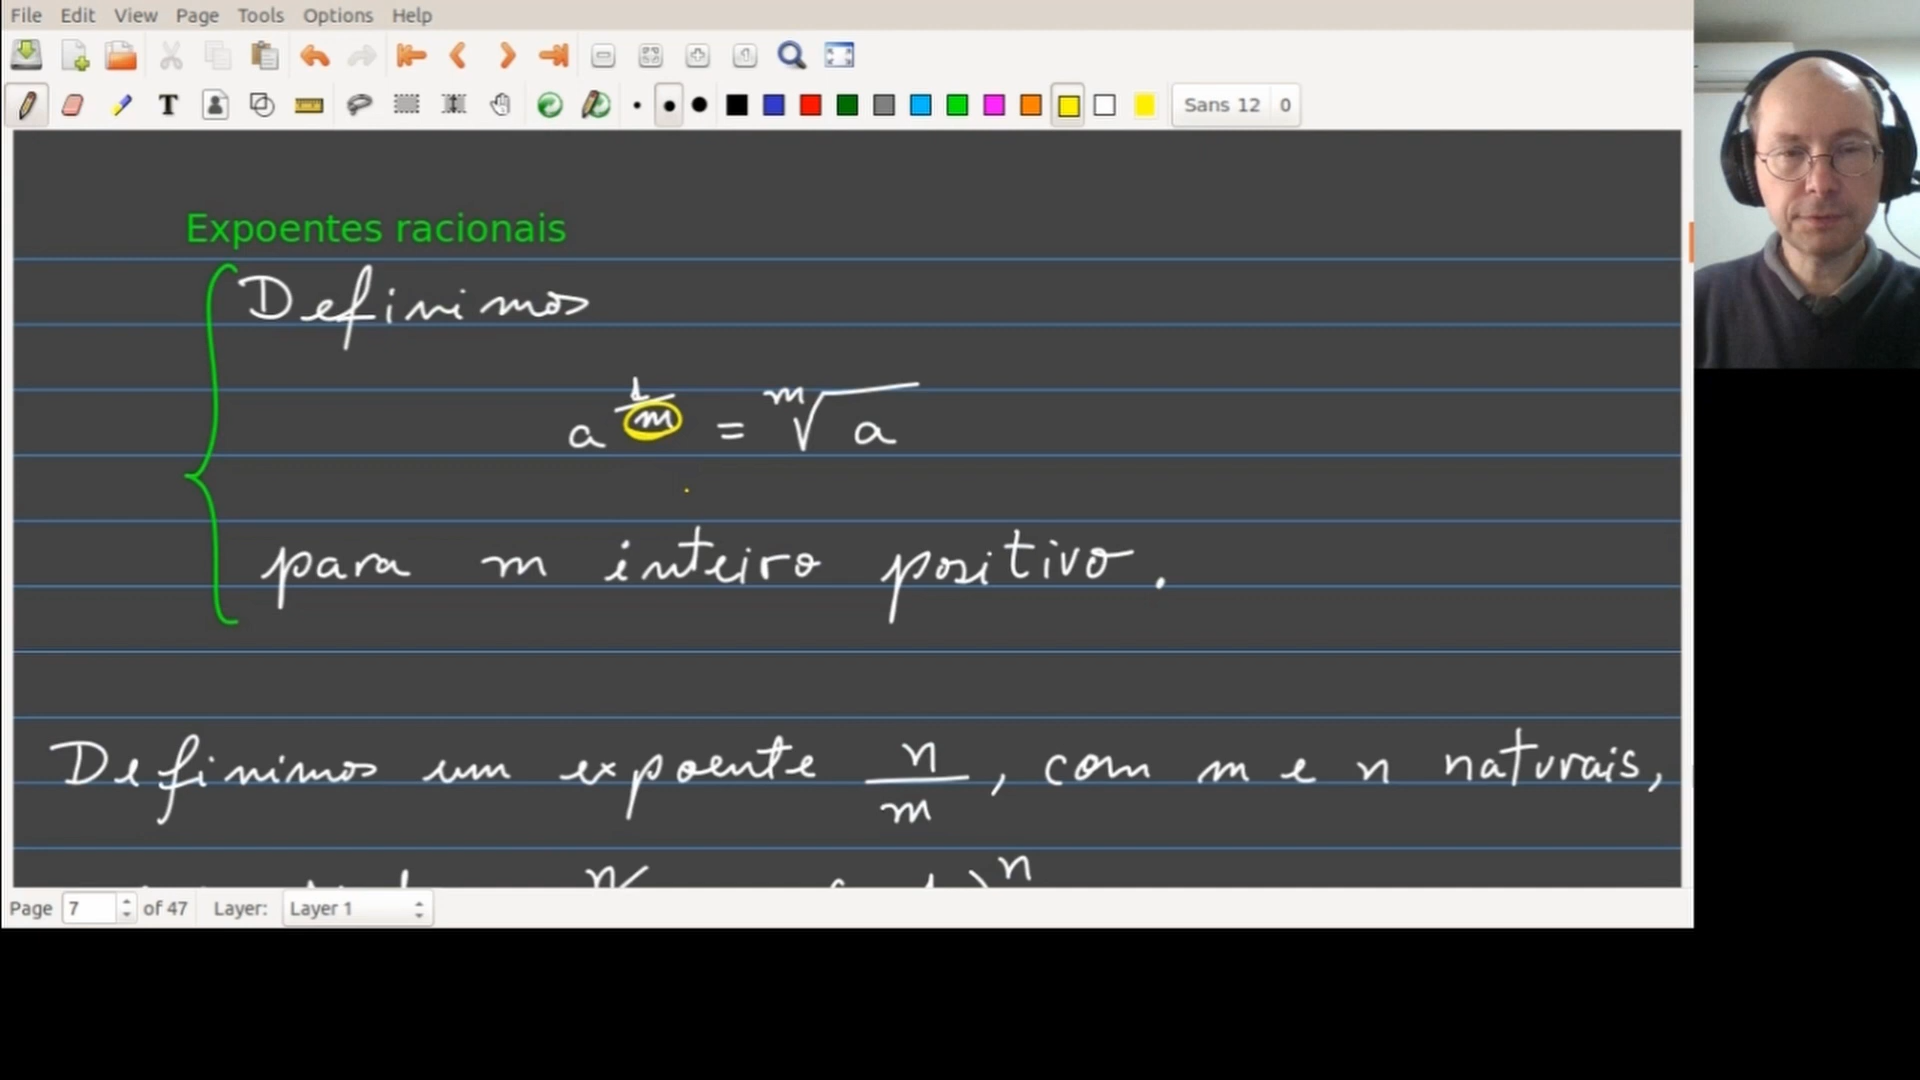 File Edit View Page Tools Options Help
T Sans 12 0
Expoentes racionais
Definimos
a^{1/m} = ᵐ√a
para m inteiro positivo.
Definimos um expoente n/m, com m e n naturais,
Page 7 of 47 Layer: Layer 1